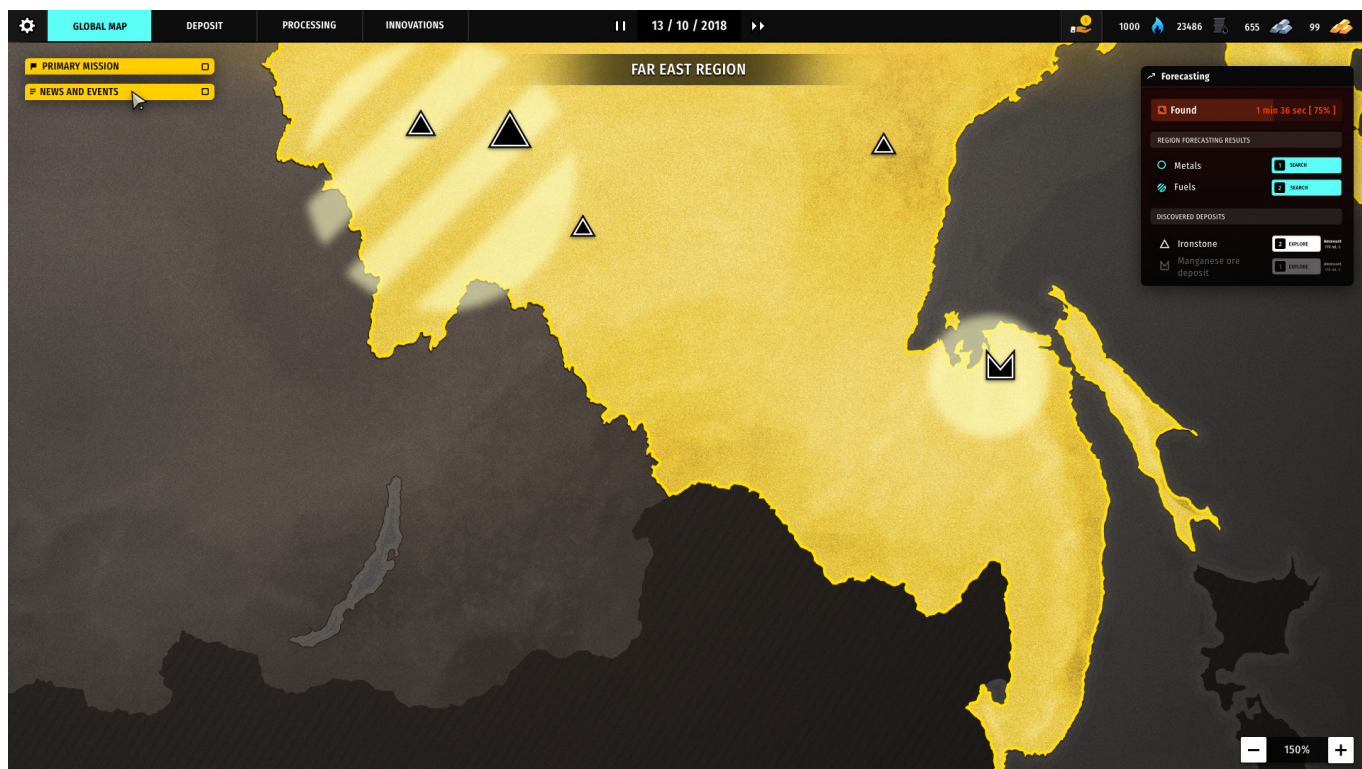 GLOBAL MAP DEPOSIT PROCESSING INNOVATIONS 13 / 10 / 2018 1000 23486 655 99
PRIMARY MISSION
NEWS AND EVENTS
FAR EAST REGION
Forecasting
Found 1 min 36 sec [ 75% ]
REGION FORECASTING RESULTS
Metals 1 SEARCH
Fuels 2 SEARCH
DISCOVERED DEPOSITS
Ironstone 2 EXPLORE Amount
Manganese ore
deposit 1 EXPLORE Amount
150%